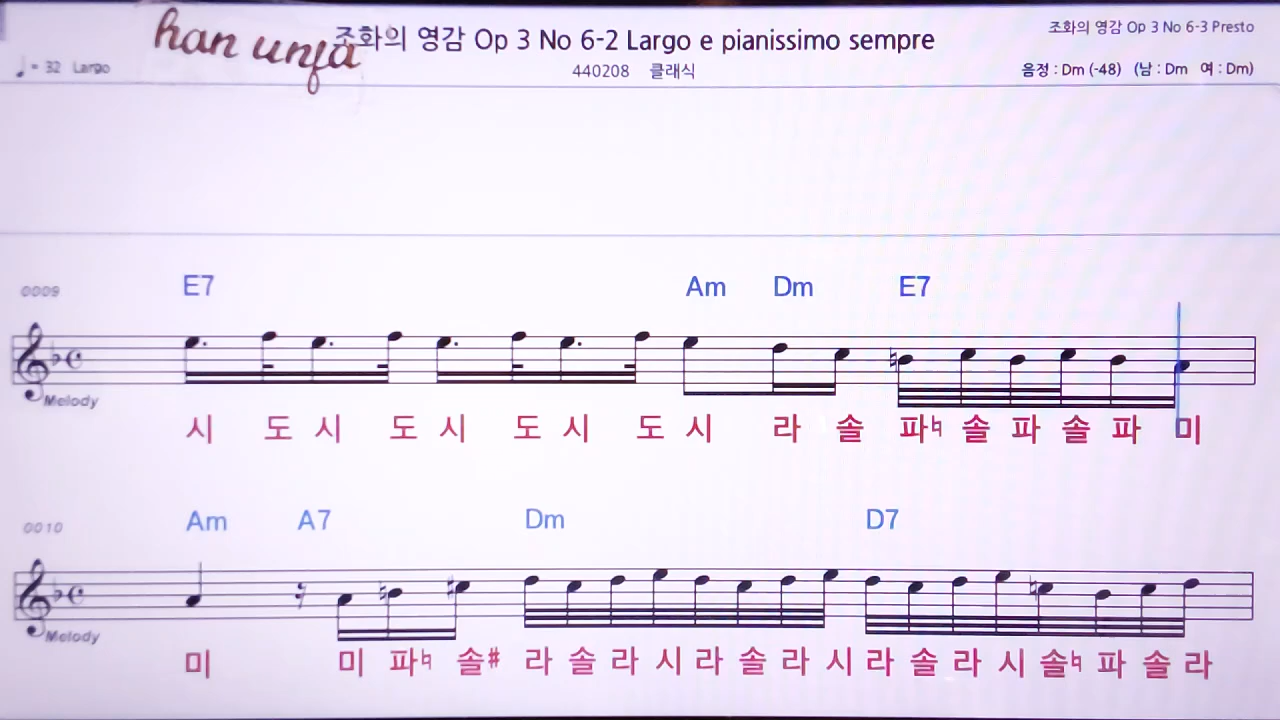 han unja
조화의 영감 Op 3 No 6-2 Largo e pianissimo sempre
조화의 영감 Op 3 No 6-3 Presto
♩= 32 Largo
440208 클래식
음정 : Dm (-48) (남 : Dm 여 : Dm)
0009 E7 Am Dm E7
Melody
시 도 시 도 시 도 시 도 시 라 솔 파♮ 솔 파 솔 파 미
0010 Am A7 Dm D7
Melody
미 미 파♮ 솔# 라 솔 라 시 라 솔 라 시 라 솔 라 시 솔♮ 파 솔 라